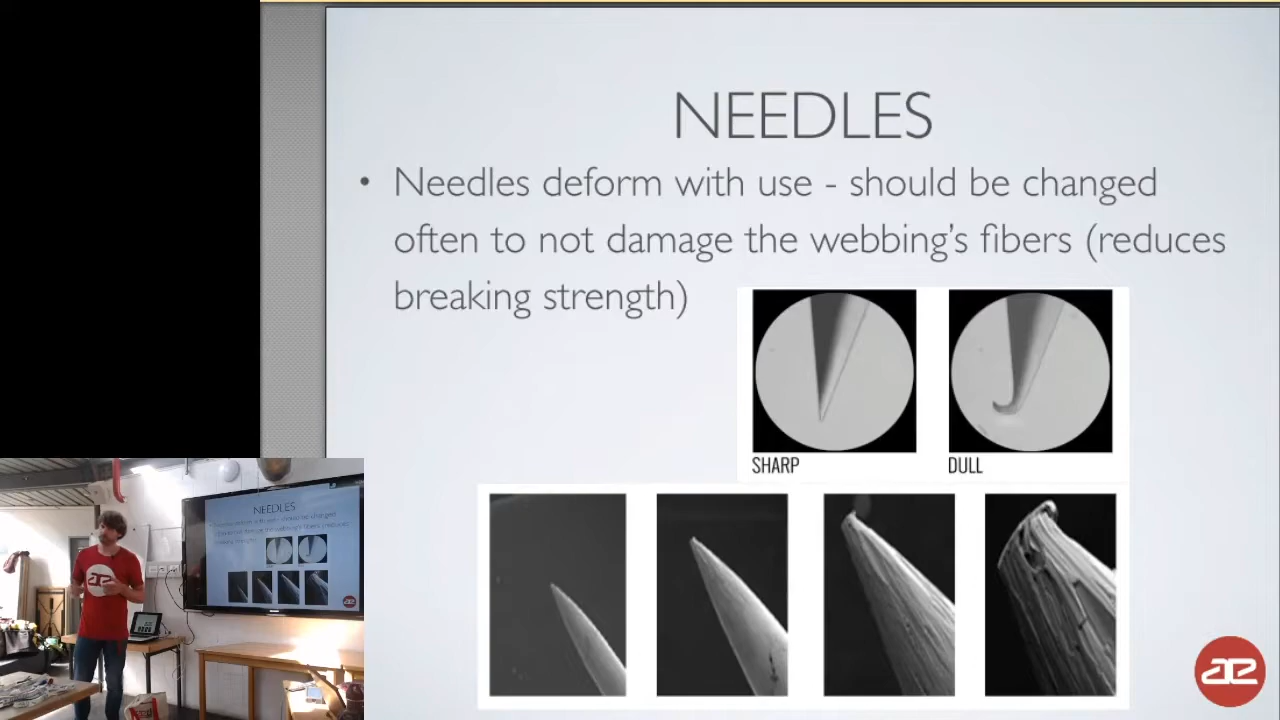 NEEDLES
• Needles deform with use - should be changed
often to not damage the webbing's fibers (reduces
breaking strength)
SHARP
DULL
NEEDLES